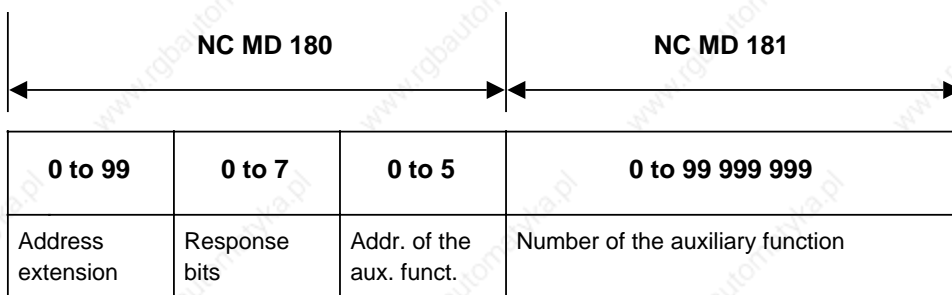 NC MD 180 NC MD 181
0 to 99 0 to 7 0 to 5 0 to 99 999 999
Address extension
Response bits
Addr. of the aux. funct.
Number of the auxiliary function